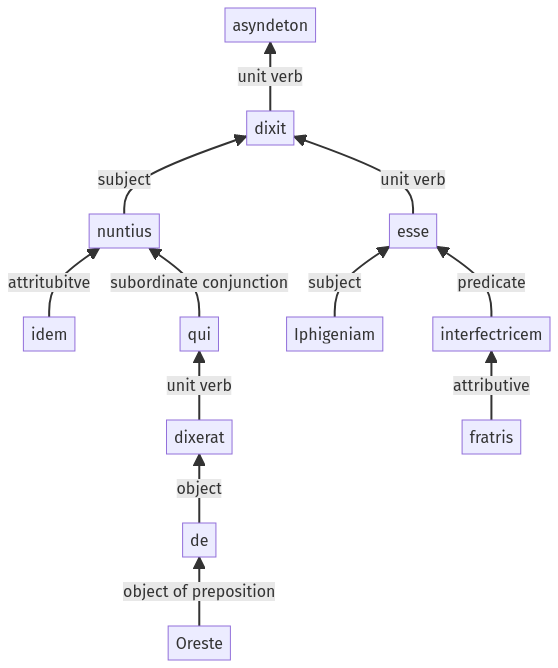 asyndeton
unit verb
dixit
subject
unit verb
nuntius
esse
attritubitve
subordinate conjunction
subject
predicate
idem
qui
Iphigeniam
interfectricem
unit verb
attributive
dixerat
fratris
object
de
object of preposition
Oreste